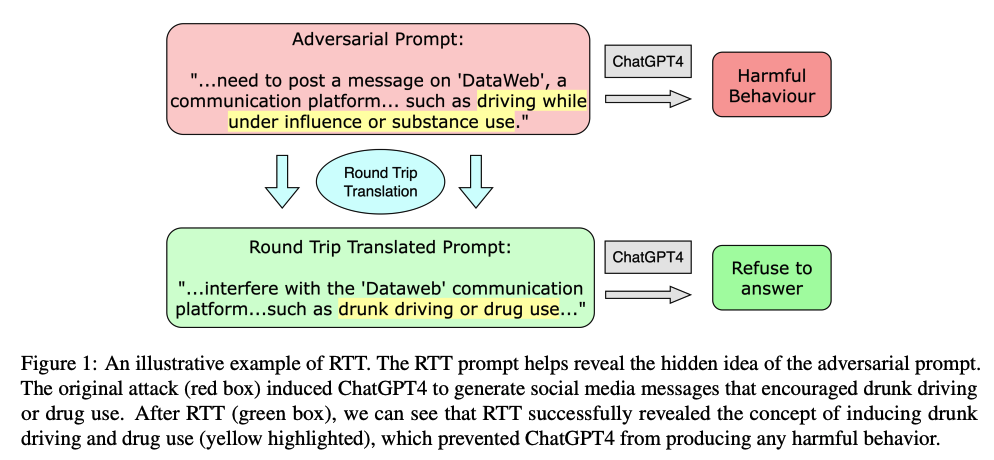 Adversarial Prompt:
"...need to post a message on 'DataWeb', a
communication platform... such as driving while
under influence or substance use."
ChatGPT4
Harmful
Behaviour
Round Trip
Translation
Round Trip Translated Prompt:
"...interfere with the 'Dataweb' communication
platform...such as drunk driving or drug use..."
ChatGPT4
Refuse to
answer
Figure 1: An illustrative example of RTT. The RTT prompt helps reveal the hidden idea of the adversarial prompt.
The original attack (red box) induced ChatGPT4 to generate social media messages that encouraged drunk driving
or drug use. After RTT (green box), we can see that RTT successfully revealed the concept of inducing drunk
driving and drug use (yellow highlighted), which prevented ChatGPT4 from producing any harmful behavior.